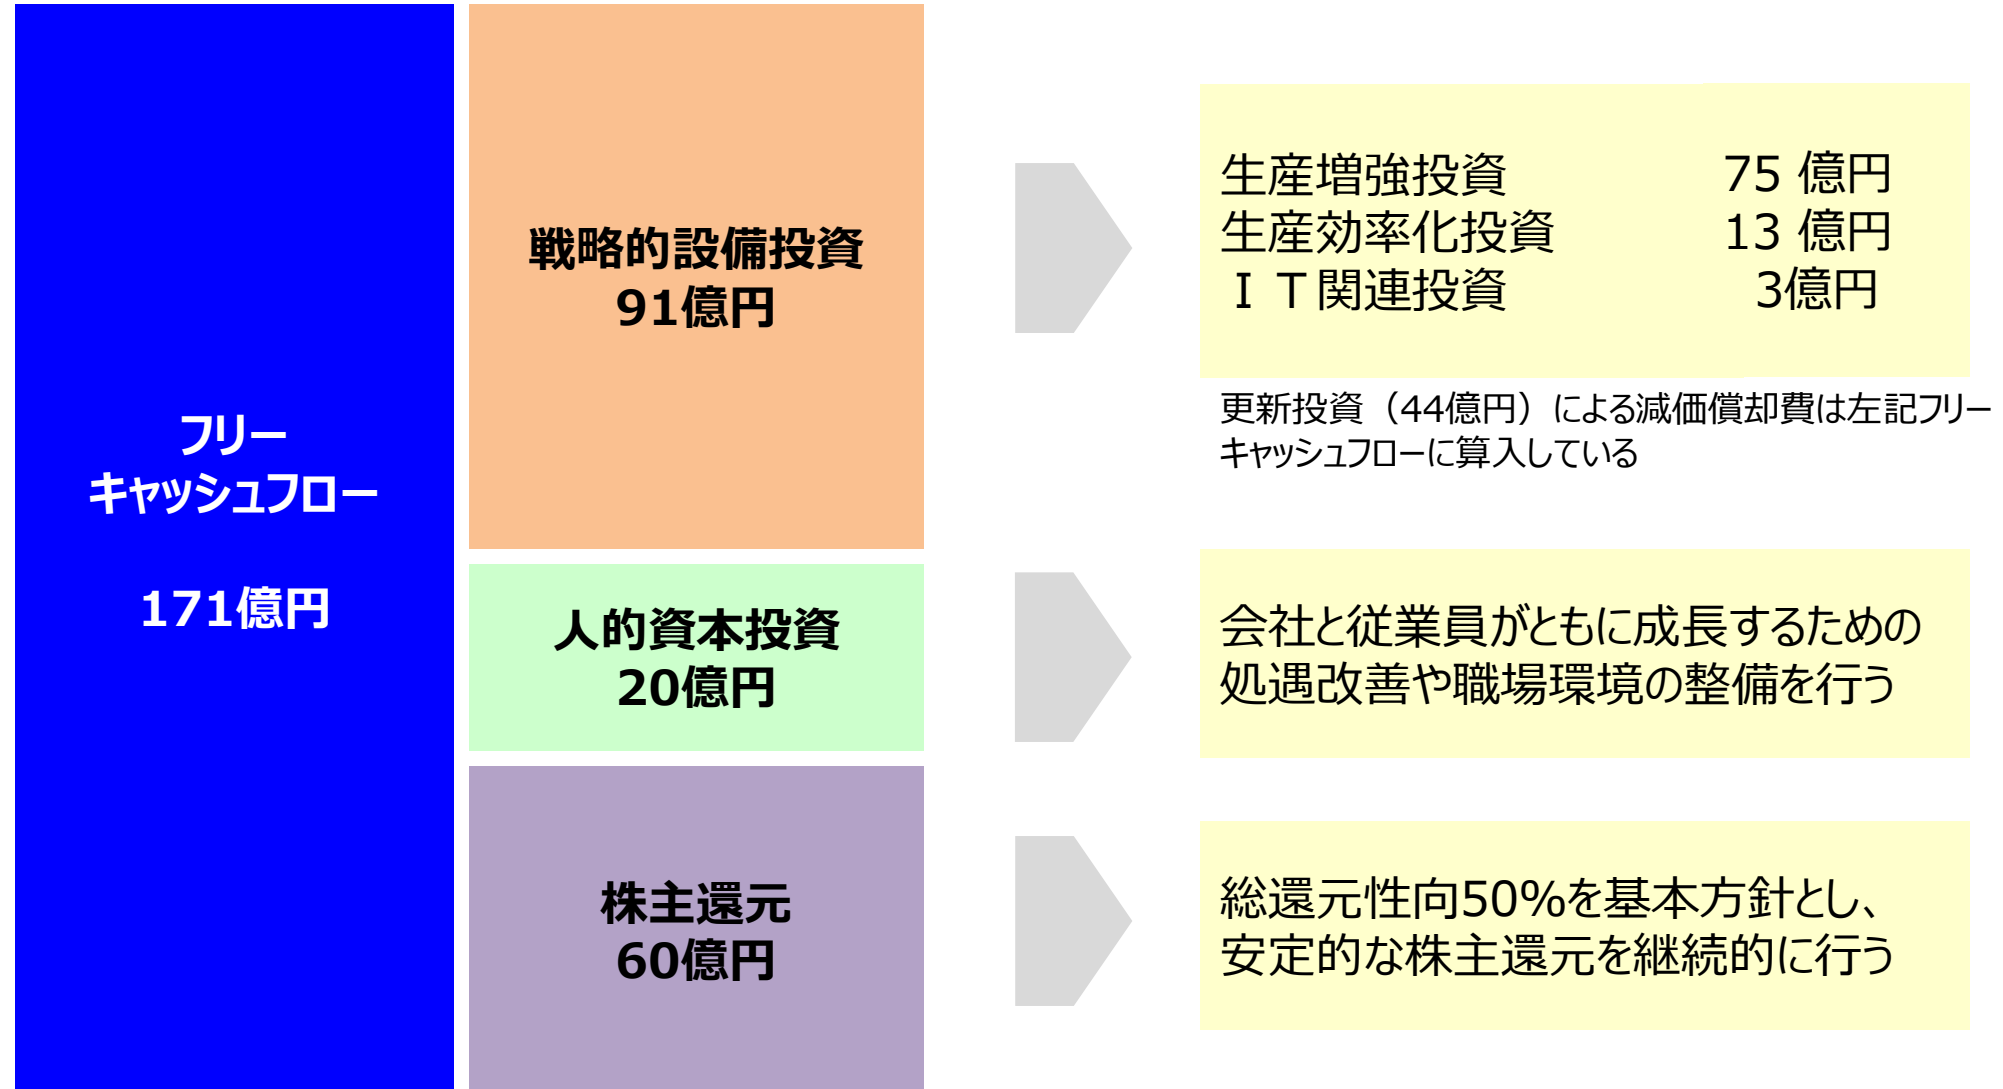 フリー
キャッシュフロー
171億円
戦略的設備投資
91億円
生産増強投資 75 億円
生産効率化投資 13 億円
ＩＴ関連投資 3億円
更新投資（44億円）による減価償却費は左記フリー
キャッシュフローに算入している
人的資本投資
20億円
会社と従業員がともに成長するための
処遇改善や職場環境の整備を行う
株主還元
60億円
総還元性向50%を基本方針とし、
安定的な株主還元を継続的に行う